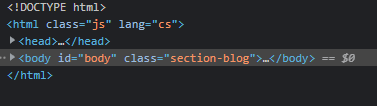 <!DOCTYPE html>
<html class="js" lang="cs">
▶ <head>…</head>
··· ▶ <body id="body" class="section-blog">…</body> == $0
</html>